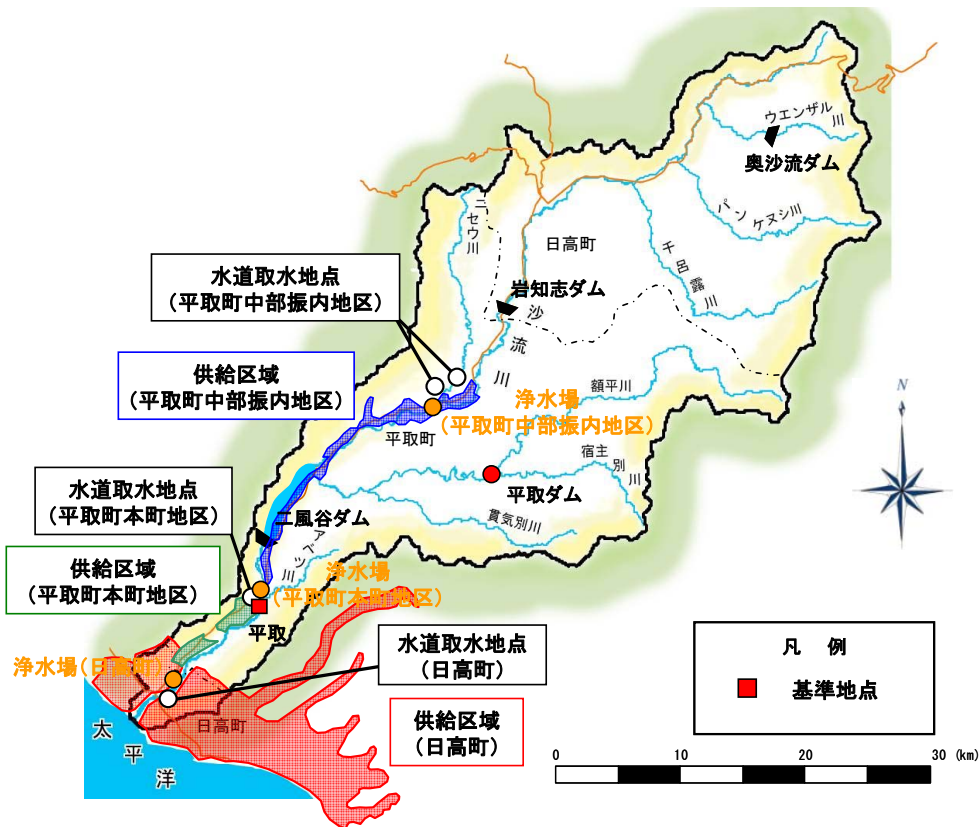 ウエンザル川
奥沙流ダム
パンケヌシ川
ニセウ川
日高町
千呂露川
水道取水地点
(平取町中部振内地区)
岩知志ダム
沙流川
供給区域
(平取町中部振内地区)
額平川
浄水場
(平取町中部振内地区)
N
平取町
宿主別川
水道取水地点
(平取町本町地区)
平取ダム
二風谷ダム
貫気別川
アベツ川
供給区域
(平取町本町地区)
浄水場
(平取町本町地区)
平取
水道取水地点
(日高町)
浄水場(日高町)
凡 例
基準地点
供給区域
(日高町)
日高町
太平洋
0 10 20 30 (km)